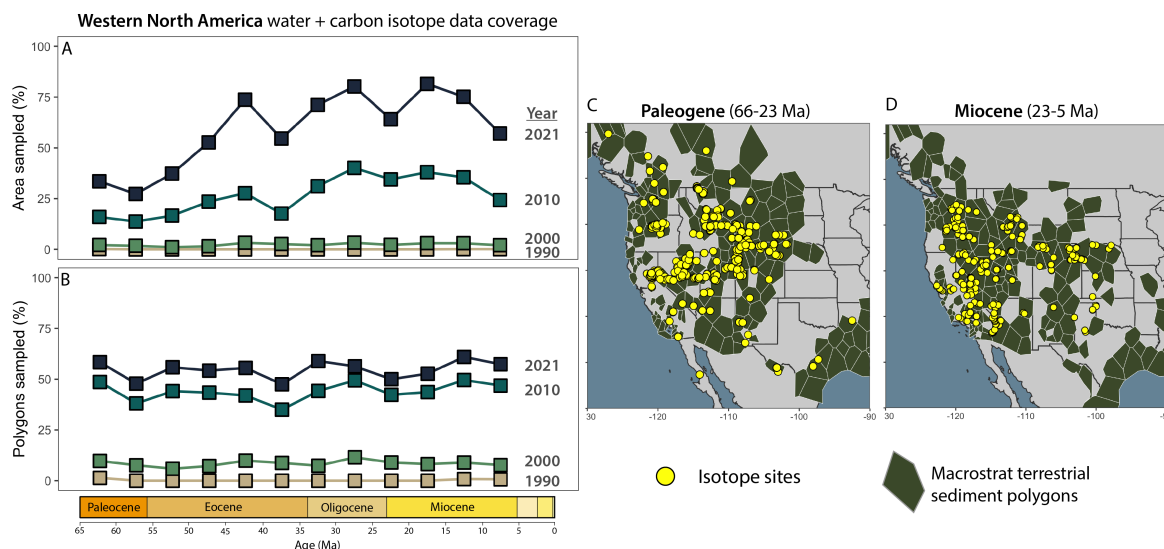 Western North America water + carbon isotope data coverage
A
100
75
50
25
0
Area sampled (%)
Year
2021
2010
2000
1990
B
100
75
50
25
0
Polygons sampled (%)
2021
2010
2000
1990
Paleocene Eocene Oligocene Miocene
65 60 55 50 45 40 35 30 25 20 15 10 5 0
Age (Ma)
C Paleogene (66-23 Ma)
30 -120 -110 -100 -90
D Miocene (23-5 Ma)
30 -120 -110 -100 -90
Isotope sites
Macrostrat terrestrial
sediment polygons